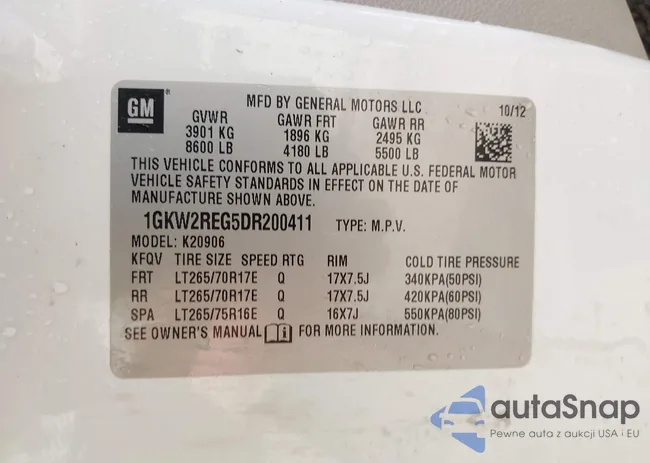 GM
MFD BY GENERAL MOTORS LLC 10/12
GVWR GAWR FRT GAWR RR
3901 KG 1896 KG 2495 KG
8600 LB 4180 LB 5500 LB
THIS VEHICLE CONFORMS TO ALL APPLICABLE U.S. FEDERAL MOTOR
VEHICLE SAFETY STANDARDS IN EFFECT ON THE DATE OF
MANUFACTURE SHOWN ABOVE.
1GKW2REG5DR200411 TYPE: M.P.V.
MODEL: K20906
KFQV TIRE SIZE SPEED RTG RIM COLD TIRE PRESSURE
FRT LT265/70R17E Q 17X7.5J 340KPA(50PSI)
RR LT265/70R17E Q 17X7.5J 420KPA(60PSI)
SPA LT265/75R16E Q 16X7J 550KPA(80PSI)
SEE OWNER'S MANUAL i FOR MORE INFORMATION.
autaSnap
Pewne auta z aukcji USA i EU